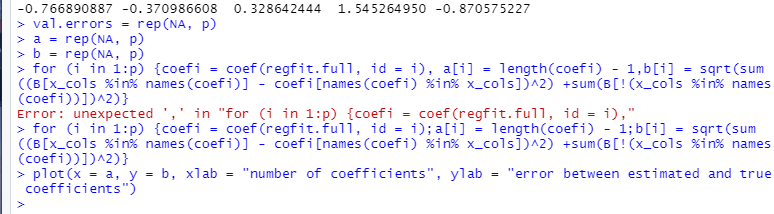 -0.766890887 -0.370986608  0.328642444  1.545264950 -0.870575227
> val.errors = rep(NA, p)
> a = rep(NA, p)
> b = rep(NA, p)
> for (i in 1:p) {coefi = coef(regfit.full, id = i), a[i] = length(coefi) - 1,b[i] = sqrt(sum
((B[x_cols %in% names(coefi)] - coefi[names(coefi) %in% x_cols])^2) +sum(B[!(x_cols %in% names
(coefi))])^2)}
Error: unexpected ',' in "for (i in 1:p) {coefi = coef(regfit.full, id = i),"
> for (i in 1:p) {coefi = coef(regfit.full, id = i);a[i] = length(coefi) - 1;b[i] = sqrt(sum
((B[x_cols %in% names(coefi)] - coefi[names(coefi) %in% x_cols])^2) +sum(B[!(x_cols %in% names
(coefi))])^2)}
> plot(x = a, y = b, xlab = "number of coefficients", ylab = "error between estimated and true
 coefficients")
>